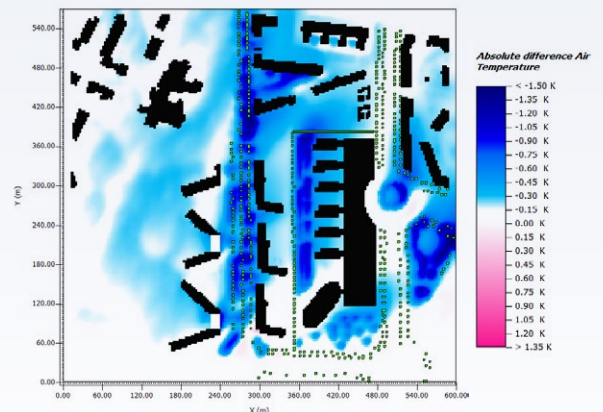 Absolute difference Air
Temperature
< -1.50 K
-1.35 K
-1.20 K
-1.05 K
-0.90 K
-0.75 K
-0.60 K
-0.45 K
-0.30 K
-0.15 K
0.00 K
0.15 K
0.30 K
0.45 K
0.60 K
0.75 K
0.90 K
1.05 K
1.20 K
> 1.35 K
Y (m)
540.00
480.00
420.00
360.00
300.00
240.00
180.00
120.00
60.00
0.00
0.00 60.00 120.00 180.00 240.00 300.00 360.00 420.00 480.00 540.00 600.00
X (m)